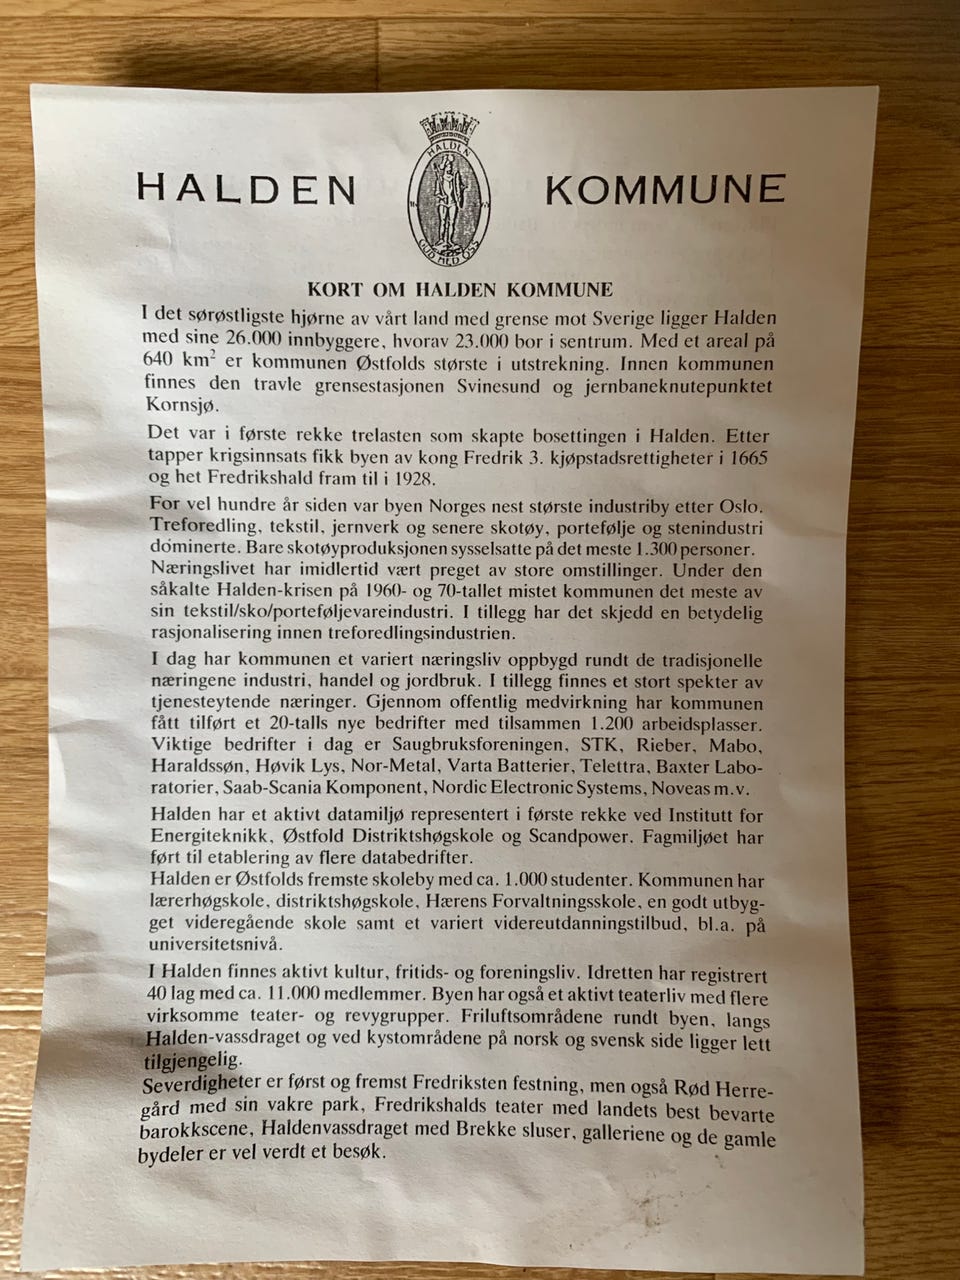 HALDEN KOMMUNE
HALDEN
GUD MED OSS
KORT OM HALDEN KOMMUNE
I det sørøstligste hjørne av vårt land med grense mot Sverige ligger Halden
med sine 26.000 innbyggere, hvorav 23.000 bor i sentrum. Med et areal på
640 km² er kommunen Østfolds største i utstrekning. Innen kommunen
finnes den travle grensestasjonen Svinesund og jernbaneknutepunktet
Kornsjø.
Det var i første rekke trelasten som skapte bosettingen i Halden. Etter
tapper krigsinnsats fikk byen av kong Fredrik 3. kjøpstadsrettigheter i 1665
og het Fredrikshald fram til i 1928.
For vel hundre år siden var byen Norges nest største industriby etter Oslo.
Treforedling, tekstil, jernverk og senere skotøy, portefølje og stenindustri
dominerte. Bare skotøyproduksjonen sysselsatte på det meste 1.300 personer.
Næringslivet har imidlertid vært preget av store omstillinger. Under den
såkalte Halden-krisen på 1960- og 70-tallet mistet kommunen det meste av
sin tekstil/sko/porteføljevareindustri. I tillegg har det skjedd en betydelig
rasjonalisering innen treforedlingsindustrien.
I dag har kommunen et variert næringsliv oppbygd rundt de tradisjonelle
næringene industri, handel og jordbruk. I tillegg finnes et stort spekter av
tjenesteytende næringer. Gjennom offentlig medvirkning har kommunen
fått tilført et 20-talls nye bedrifter med tilsammen 1.200 arbeidsplasser.
Viktige bedrifter i dag er Saugbruksforeningen, STK, Rieber, Mabo,
Haraldssøn, Høvik Lys, Nor-Metal, Varta Batterier, Telettra, Baxter Labo-
ratorier, Saab-Scania Komponent, Nordic Electronic Systems, Noveas m.v.
Halden har et aktivt datamiljø representert i første rekke ved Institutt for
Energiteknikk, Østfold Distriktshøgskole og Scandpower. Fagmiljøet har
ført til etablering av flere databedrifter.
Halden er Østfolds fremste skoleby med ca. 1.000 studenter. Kommunen har
lærerhøgskole, distriktshøgskole, Hærens Forvaltningsskole, en godt utbyg-
get videregående skole samt et variert videreutdanningstilbud, bl.a. på
universitetsnivå.
I Halden finnes aktivt kultur, fritids- og foreningsliv. Idretten har registrert
40 lag med ca. 11.000 medlemmer. Byen har også et aktivt teaterliv med flere
virksomme teater- og revygrupper. Friluftsområdene rundt byen, langs
Halden-vassdraget og ved kystområdene på norsk og svensk side ligger lett
tilgjengelig.
Severdigheter er først og fremst Fredriksten festning, men også Rød Herre-
gård med sin vakre park, Fredrikshalds teater med landets best bevarte
barokkscene, Haldenvassdraget med Brekke sluser, galleriene og de gamle
bydeler er vel verdt et besøk.